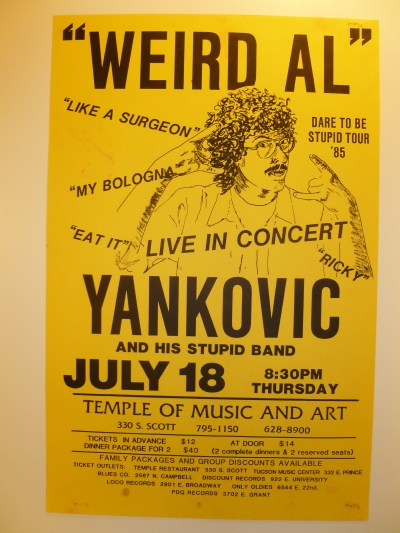 "WEIRD AL"
"LIKE A SURGEON"
DARE TO BE
STUPID TOUR
'85
"MY BOLOGNA"
"EAT IT"
LIVE IN CONCERT
"RICKY"
YANKOVIC
AND HIS STUPID BAND
JULY 18
8:30PM
THURSDAY
TEMPLE OF MUSIC AND ART
330 S. SCOTT 795-1150 628-8900
TICKETS IN ADVANCE $12 AT DOOR $14
DINNER PACKAGE FOR 2 $40 (2 complete dinners & 2 reserved seats)
FAMILY PACKAGES AND GROUP DISCOUNTS AVAILABLE
TICKET OUTLETS: TEMPLE RESTAURANT 330 S. SCOTT TUCSON MUSIC CENTER 332 E. PRINCE
BLUES CO. 2567 N. CAMPBELL DISCOUNT RECORDS 922 E. UNIVERSITY
LOCO RECORDS 2901 E. BROADWAY ONLY OLDIES 6544 E. 22nd.
PDQ RECORDS 3702 E. GRANT